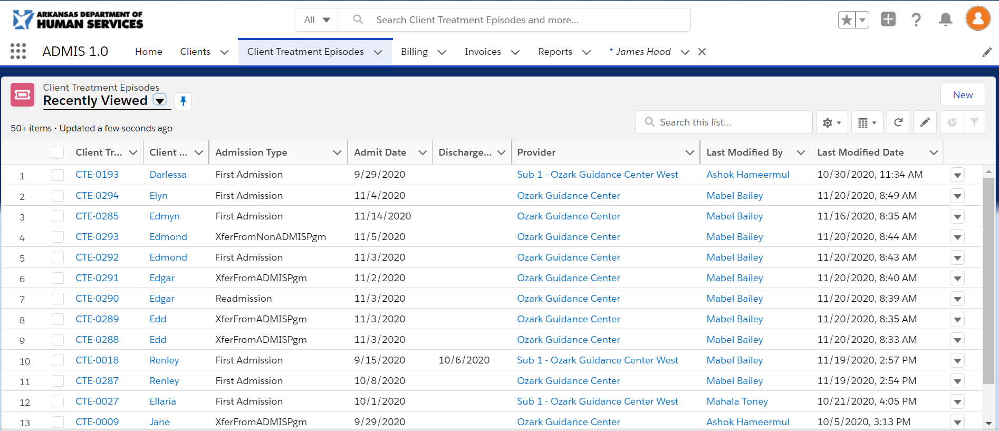 ARKANSAS DEPARTMENT OF
HUMAN SERVICES
All Search Client Treatment Episodes and more...
ADMIS 1.0 Home Clients Client Treatment Episodes Billing Invoices Reports * James Hood
Client Treatment Episodes
Recently Viewed
New
50+ items • Updated a few seconds ago
Search this list...
Client Tr... Client ... Admission Type Admit Date Discharge... Provider Last Modified By Last Modified Date
1 CTE-0193 Darlessa First Admission 9/29/2020 Sub 1 - Ozark Guidance Center West Ashok Hameermul 10/30/2020, 11:34 AM
2 CTE-0294 Elyn First Admission 11/4/2020 Ozark Guidance Center Mabel Bailey 11/20/2020, 8:49 AM
3 CTE-0285 Edmyn First Admission 11/14/2020 Ozark Guidance Center Mabel Bailey 11/16/2020, 8:35 AM
4 CTE-0293 Edmond XferFromNonADMISPgm 11/5/2020 Ozark Guidance Center Mabel Bailey 11/20/2020, 8:44 AM
5 CTE-0292 Edmond First Admission 11/3/2020 Ozark Guidance Center Mabel Bailey 11/20/2020, 8:43 AM
6 CTE-0291 Edgar XferFromADMISPgm 11/2/2020 Ozark Guidance Center Mabel Bailey 11/20/2020, 8:40 AM
7 CTE-0290 Edgar Readmission 11/3/2020 Ozark Guidance Center Mabel Bailey 11/20/2020, 8:39 AM
8 CTE-0289 Edd XferFromADMISPgm 11/3/2020 Ozark Guidance Center Mabel Bailey 11/20/2020, 8:35 AM
9 CTE-0288 Edd XferFromADMISPgm 11/3/2020 Ozark Guidance Center Mabel Bailey 11/20/2020, 8:33 AM
10 CTE-0018 Renley First Admission 9/15/2020 10/6/2020 Sub 1 - Ozark Guidance Center West Mabel Bailey 11/19/2020, 2:57 PM
11 CTE-0287 Renley First Admission 10/8/2020 Ozark Guidance Center Mabel Bailey 11/19/2020, 2:54 PM
12 CTE-0027 Ellaria First Admission 10/1/2020 Sub 1 - Ozark Guidance Center West Mahala Toney 10/21/2020, 4:05 PM
13 CTE-0009 Jane XferFromADMISPgm 9/29/2020 Ozark Guidance Center Ashok Hameermul 10/5/2020, 3:13 PM